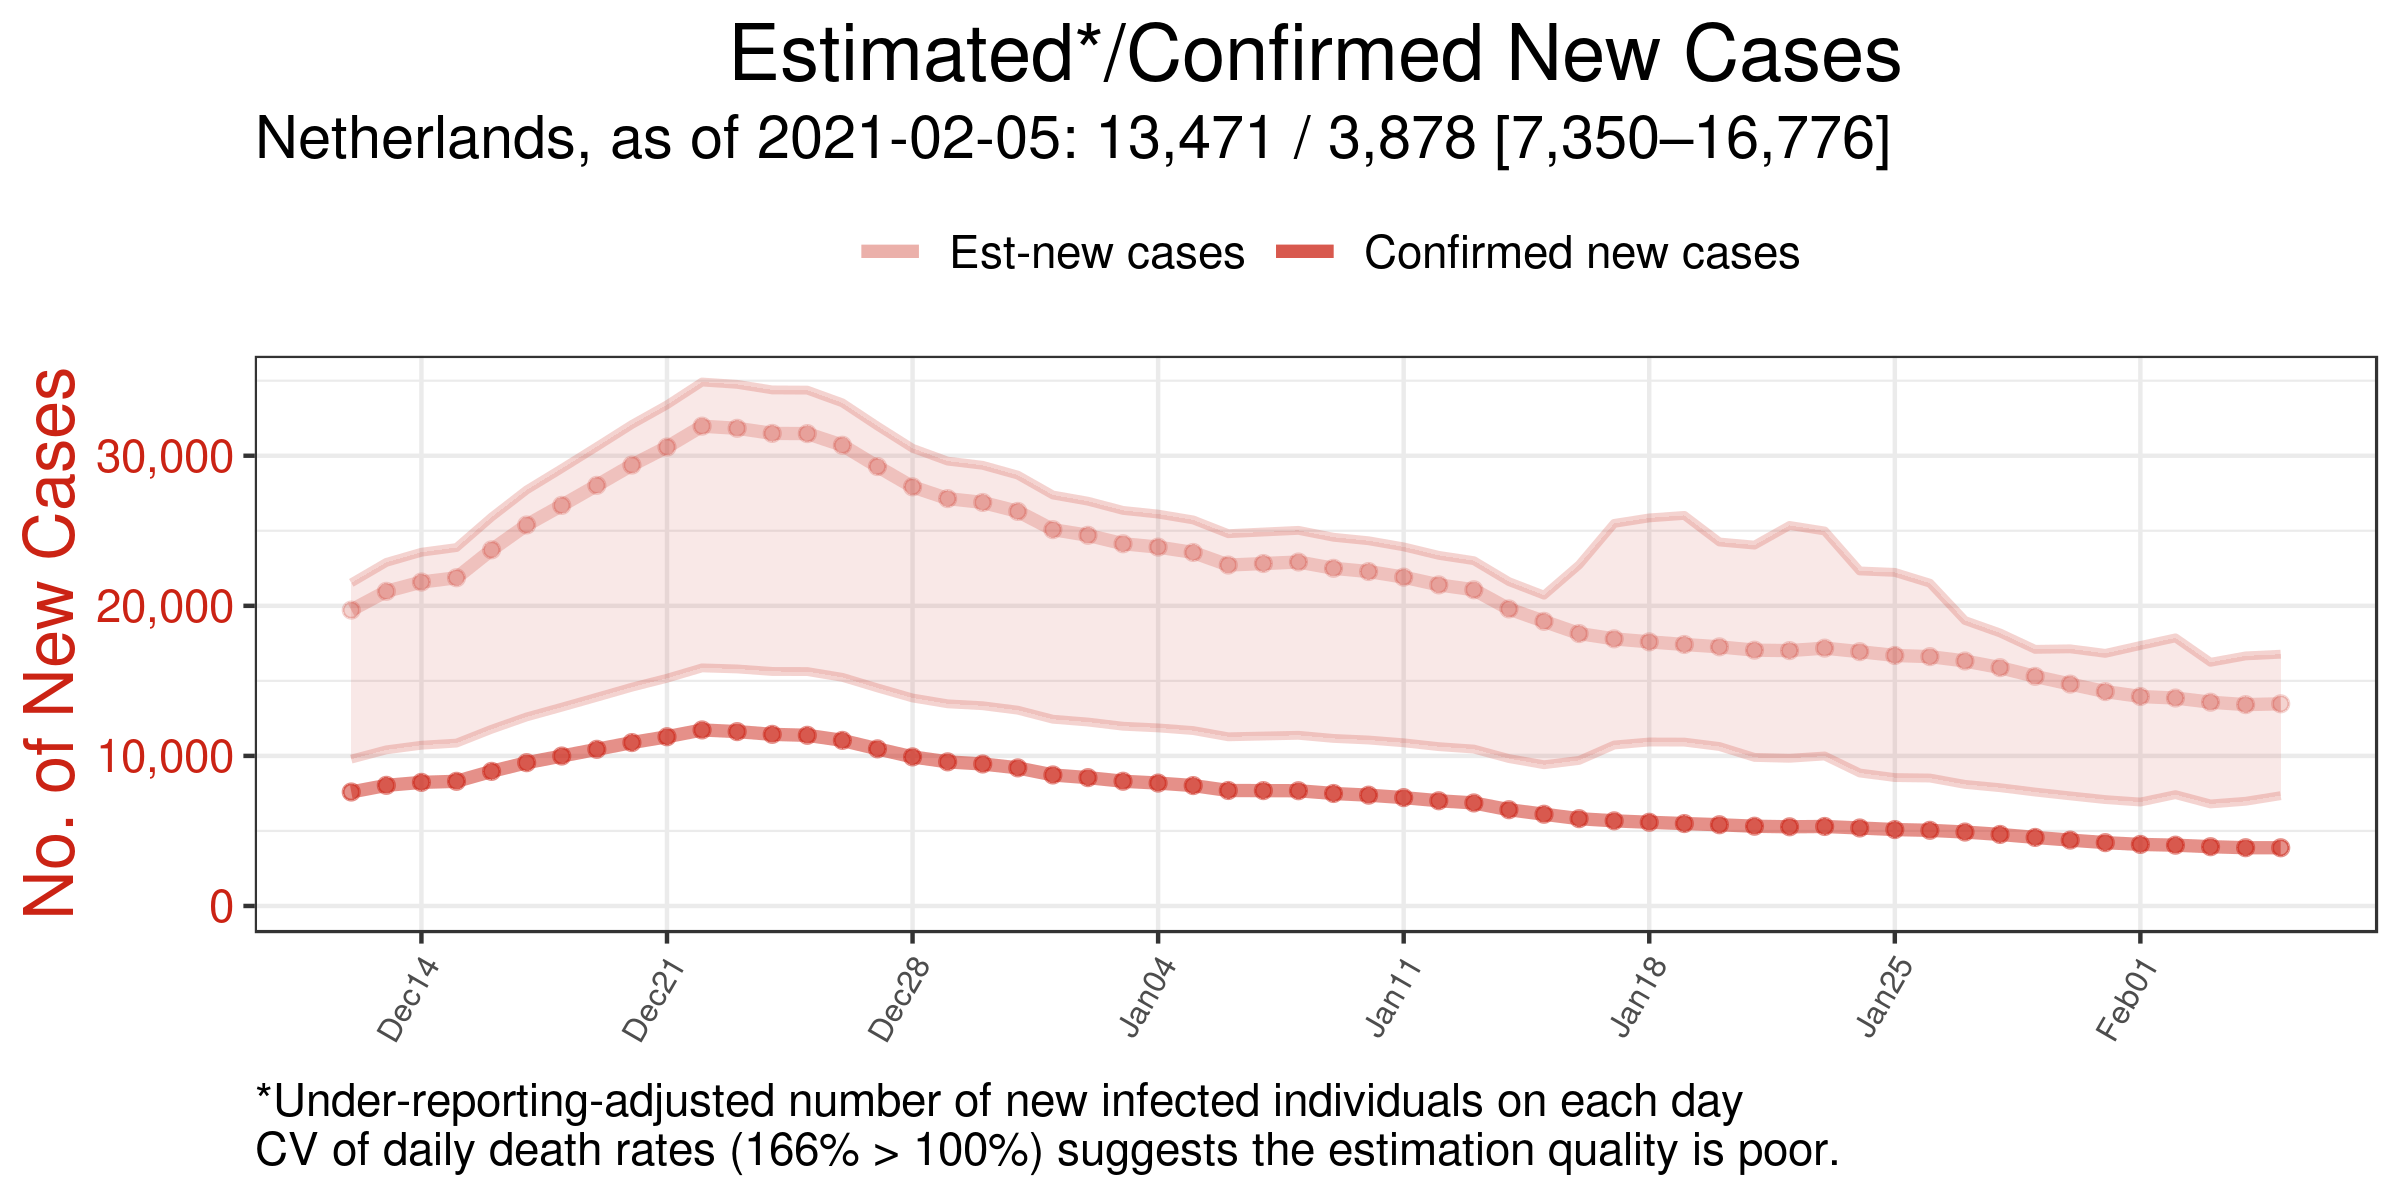 Estimated*/Confirmed New Cases
Netherlands, as of 2021-02-05: 13,471 / 3,878 [7,350–16,776]
Est-new cases
Confirmed new cases
No. of New Cases
30,000
20,000
10,000
0
Dec14
Dec21
Dec28
Jan04
Jan11
Jan18
Jan25
Feb01
*Under-reporting-adjusted number of new infected individuals on each day
CV of daily death rates (166% > 100%) suggests the estimation quality is poor.